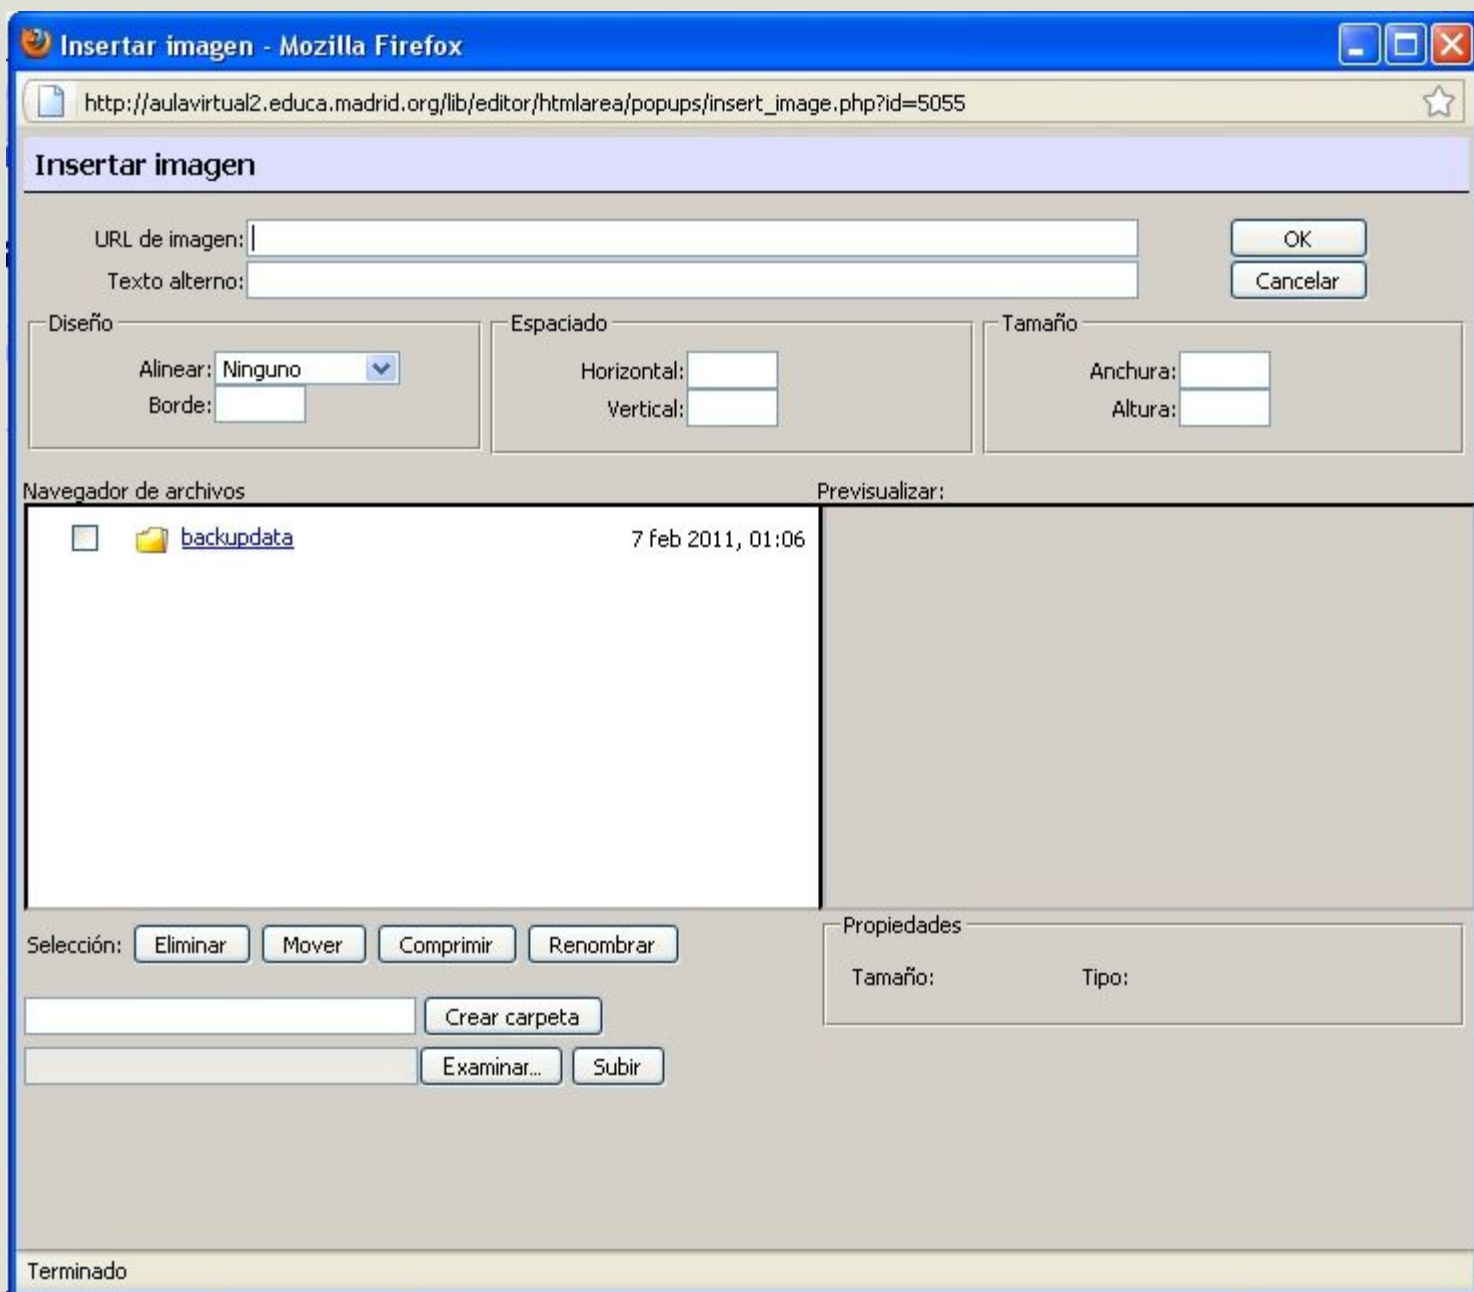 Insertar imagen - Mozilla Firefox
http://aulavirtual2.educa.madrid.org/lib/editor/htmlarea/popups/insert_image.php?id=5055
Insertar imagen
URL de imagen:
OK
Texto alterno:
Cancelar
Diseño
Alinear: Ninguno
Borde:
Espaciado
Horizontal:
Vertical:
Tamaño
Anchura:
Altura:
Navegador de archivos
Previsualizar:
backupdata 7 feb 2011, 01:06
Selección: Eliminar Mover Comprimir Renombrar
Crear carpeta
Examinar... Subir
Propiedades
Tamaño: Tipo:
Terminado